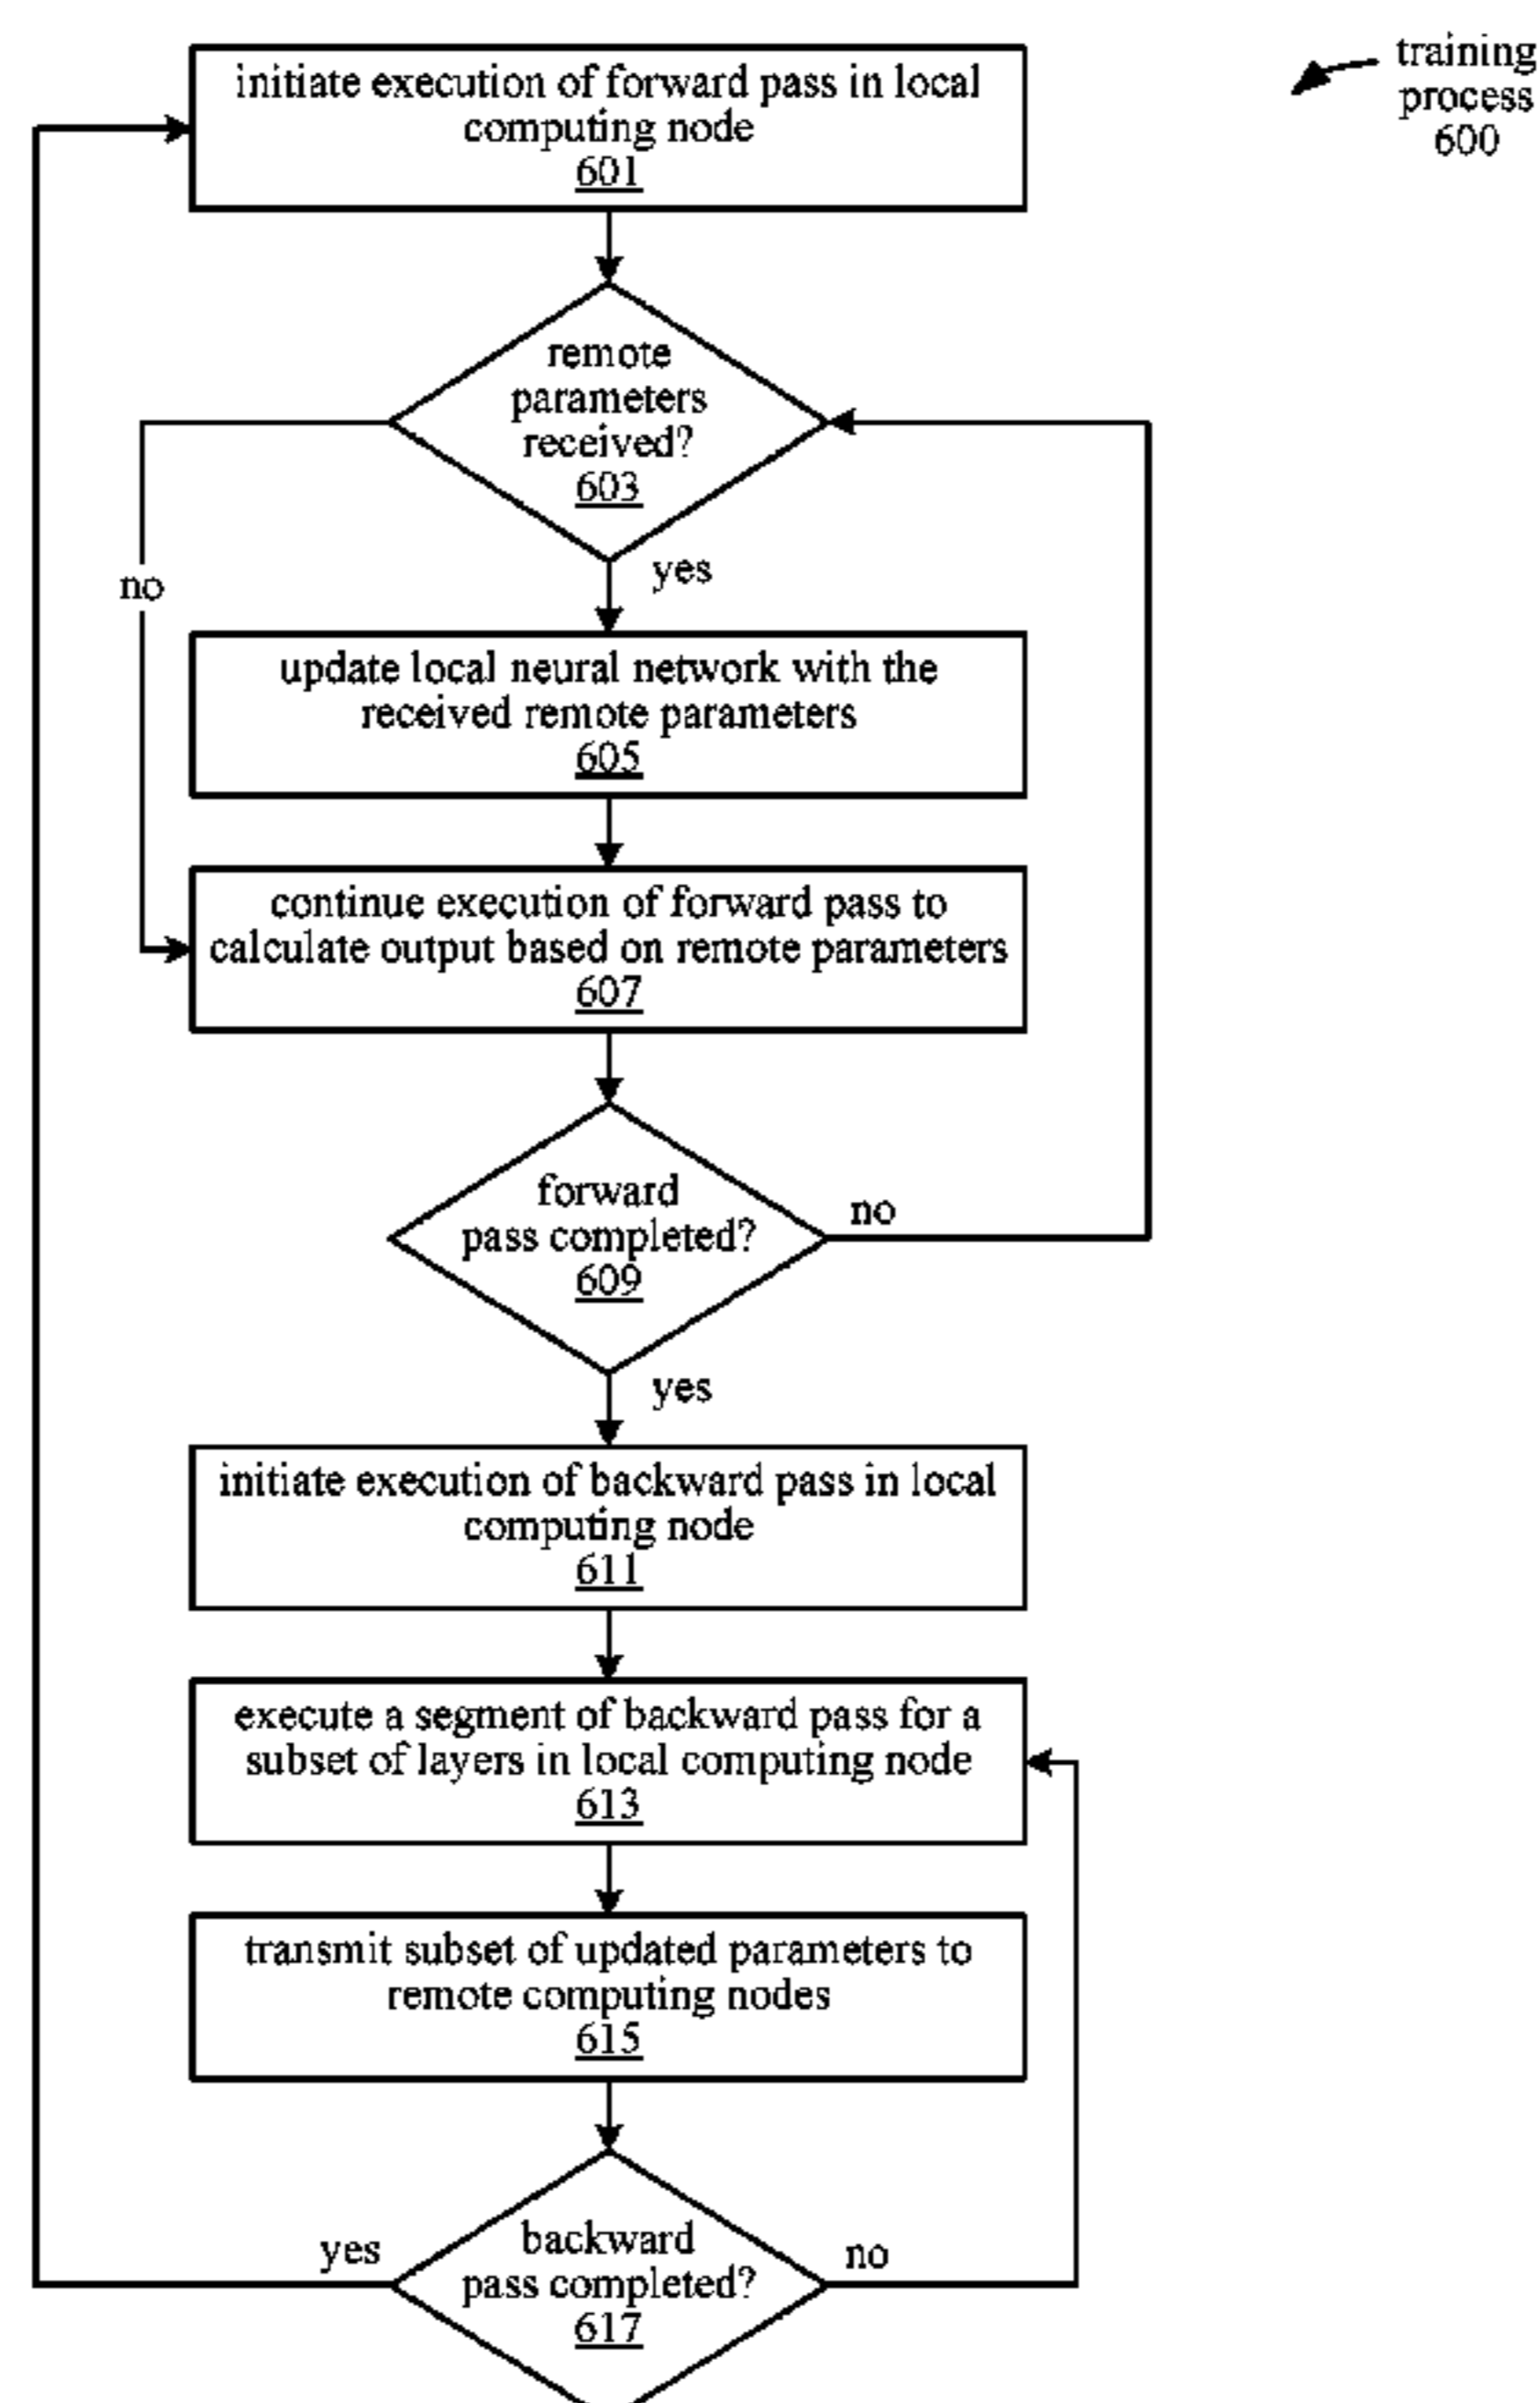 training
process
600
initiate execution of forward pass in local
computing node
601
remote
parameters
received?
603
no
yes
update local neural network with the
received remote parameters
605
continue execution of forward pass to
calculate output based on remote parameters
607
forward
pass completed?
609
no
yes
initiate execution of backward pass in local
computing node
611
execute a segment of backward pass for a
subset of layers in local computing node
613
transmit subset of updated parameters to
remote computing nodes
615
yes
backward
pass completed?
617
no